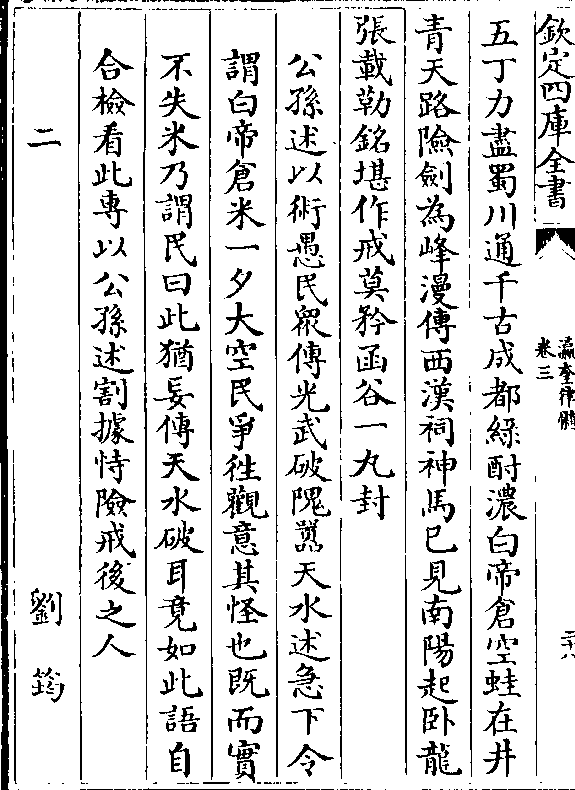 欽定四庫全書
瀛奎律髓
卷三
二十八
五丁力盡蜀川通千古成都綠酎濃白帝倉空蛙在井
青天路險劍為峰漫傳西漢祠神馬已見南陽起卧龍
張載勒銘堪作戒莫矜函谷一丸封
公孫述以術愚民衆傳光武破隗囂天水述急下令
謂白帝倉米一夕大空民爭徃觀意其怪也既而實
不失米乃謂民曰此猶妄傳天水破耳竟如此語自
合檢看此專以公孫述割據恃險戒後之人
二 劉筠